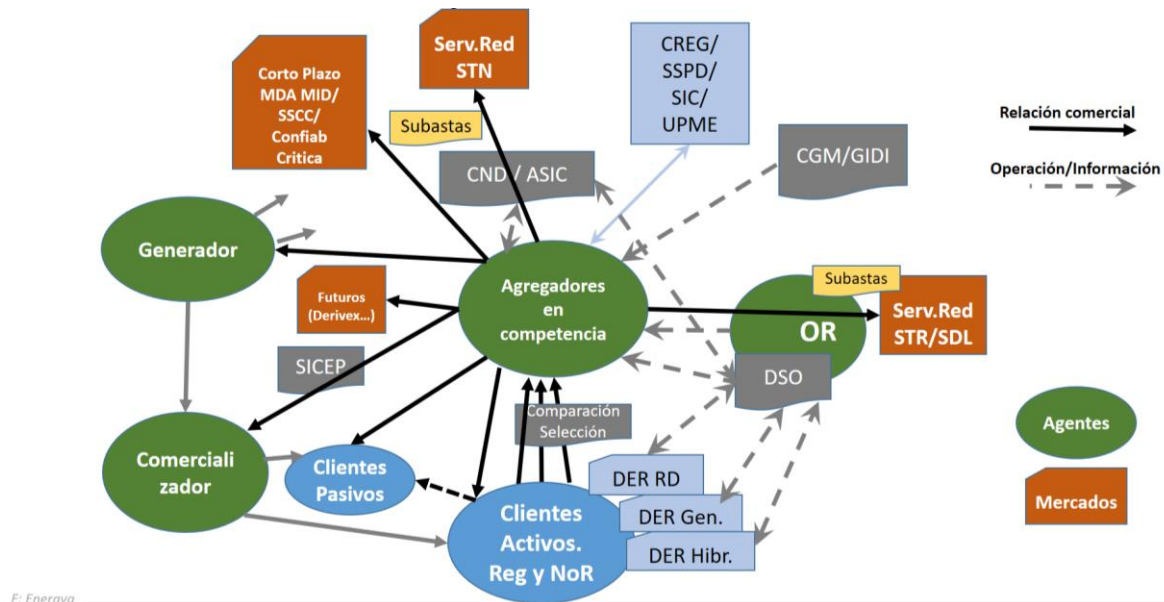 Corto Plazo
MDA MID/
SSCC/
Confiab
Critica
Serv.Red
STN
Subastas
CREG/
SSPD/
SIC/
UPME
CND / ASIC
CGM/GIDI
Relación comercial
Operación/Información
Generador
Agregadores
en
competencia
Futuros
(Derivex...)
SICEP
Subastas
OR
Serv.Red
STR/SDL
DSO
Comparación
Selección
Agentes
Comerciali
zador
Clientes
Pasivos
Clientes
Activos.
Reg y NoR
DER RD
DER Gen.
DER Hibr.
Mercados
F: Energva